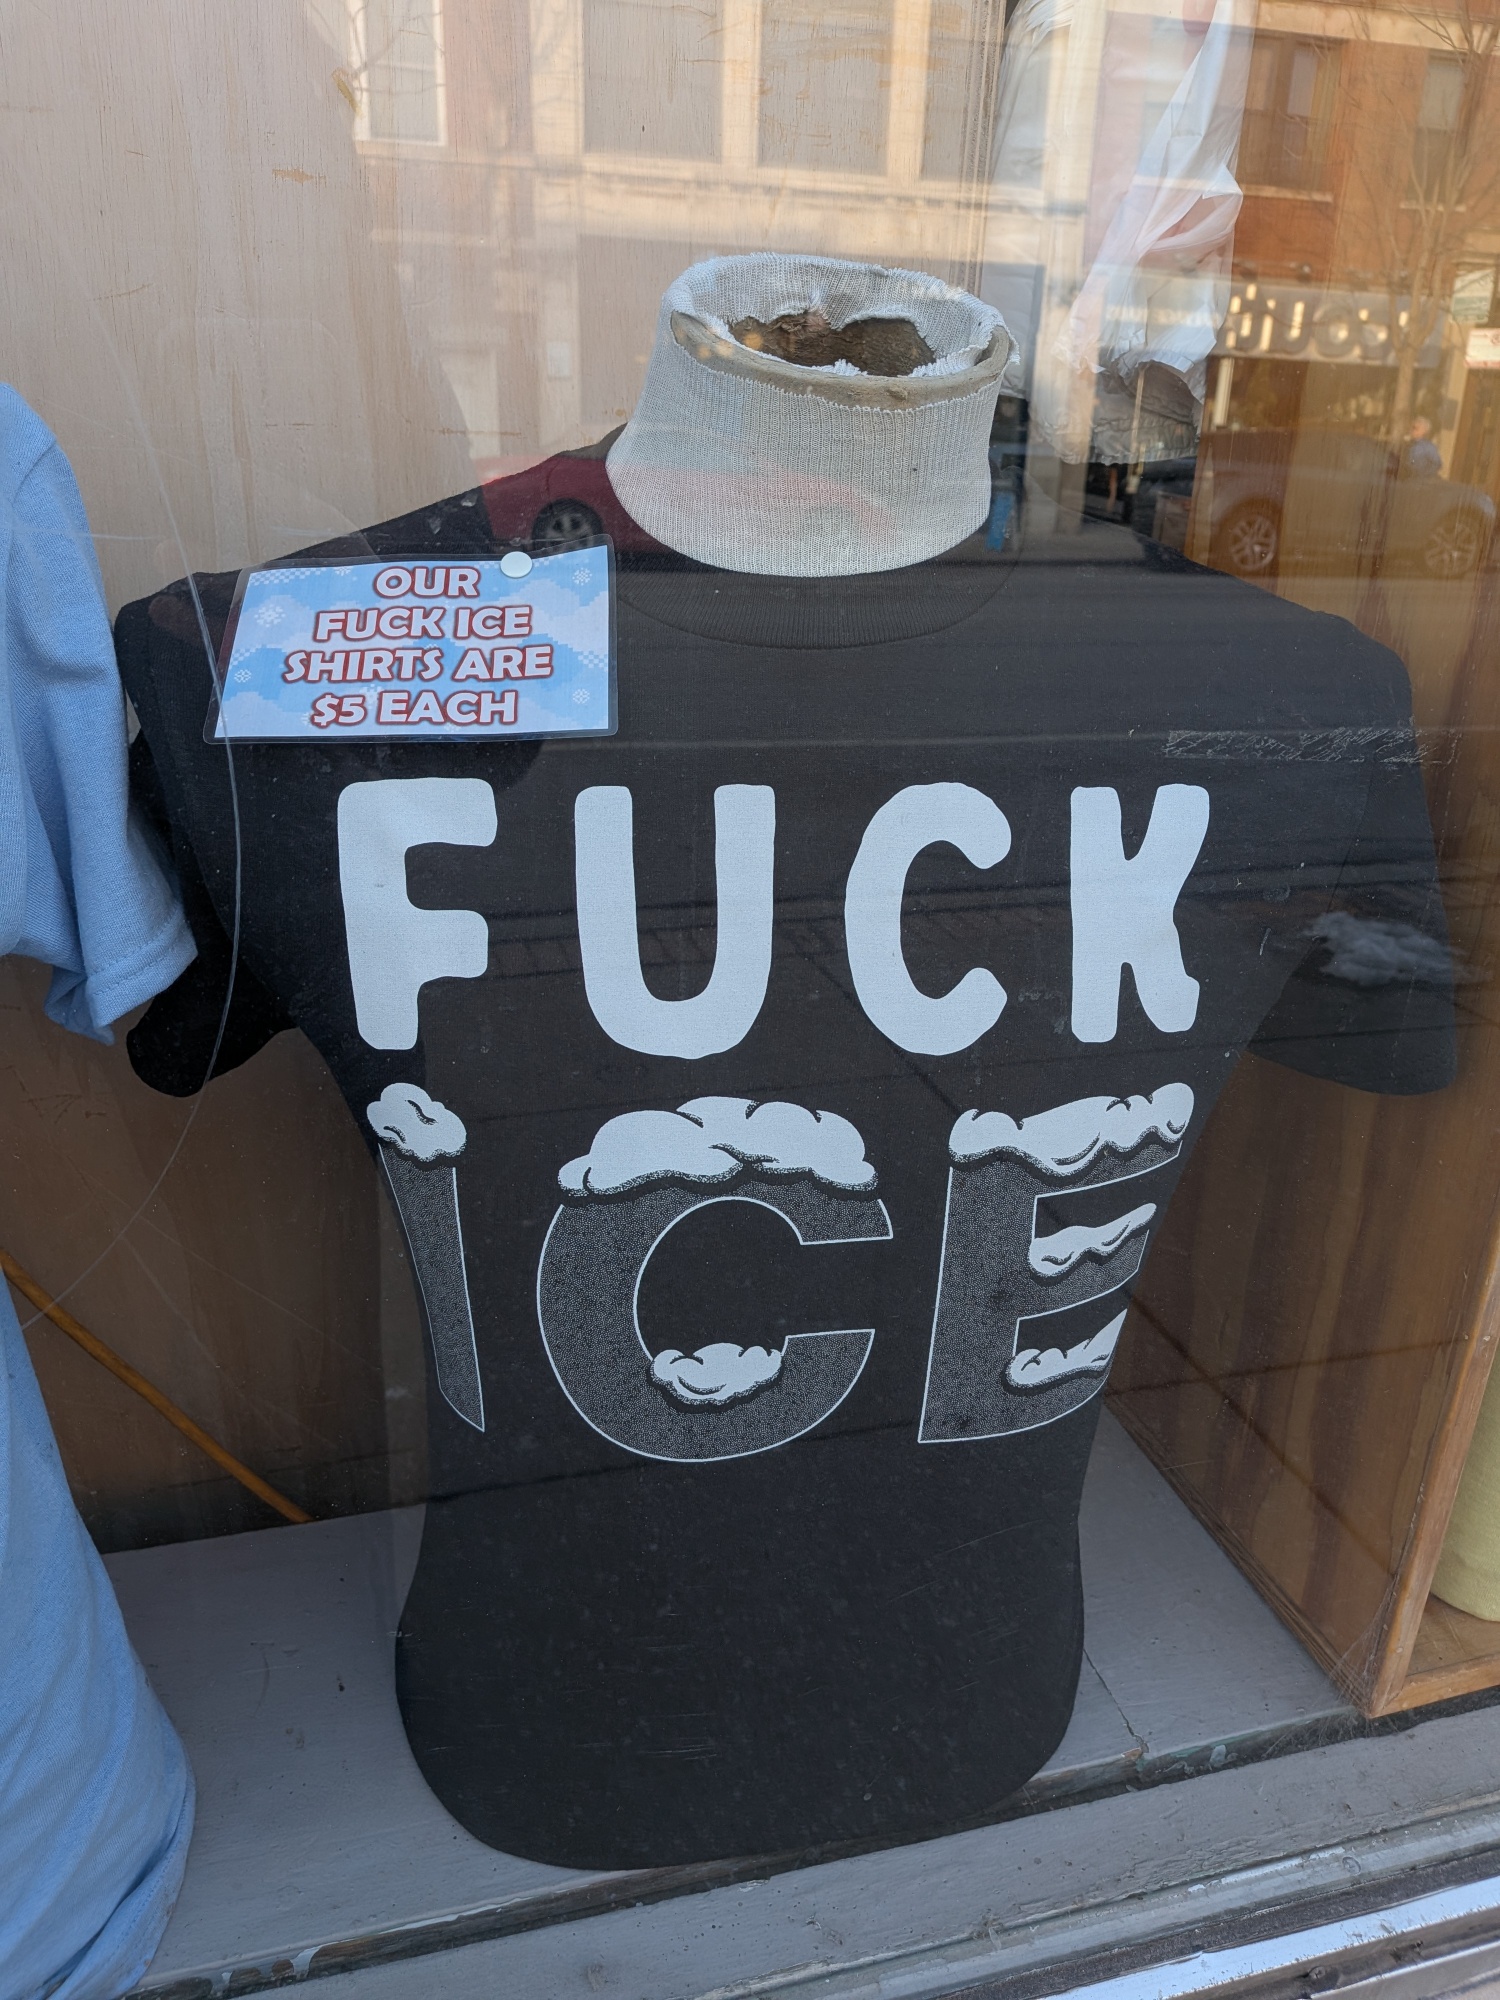 OUR
FUCK ICE
SHIRTS ARE
$5 EACH
FUCK
iCE